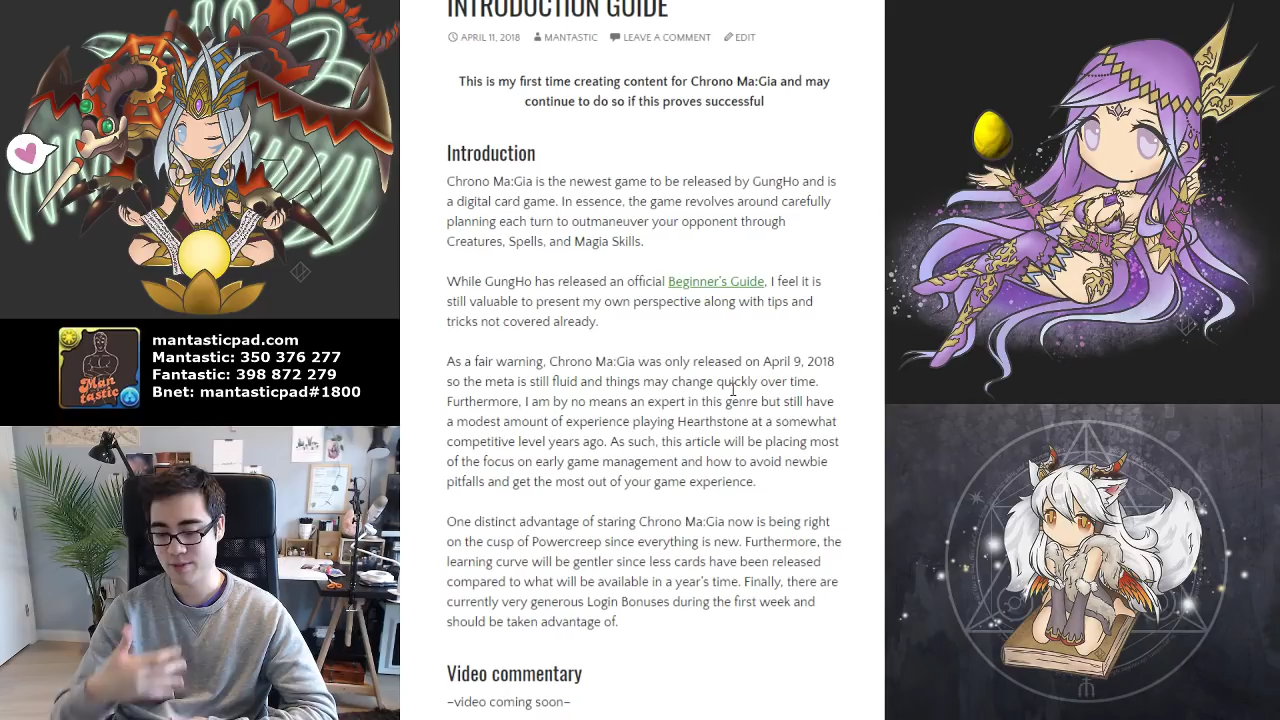 INTRODUCTION GUIDE
APRIL 11, 2018 MANTASTIC LEAVE A COMMENT EDIT
This is my first time creating content for Chrono Ma:Gia and may
continue to do so if this proves successful
Introduction
Chrono Ma:Gia is the newest game to be released by GungHo and is
a digital card game. In essence, the game revolves around carefully
planning each turn to outmaneuver your opponent through
Creatures, Spells, and Magia Skills.
While GungHo has released an official Beginner's Guide, I feel it is
still valuable to present my own perspective along with tips and
tricks not covered already.
As a fair warning, Chrono Ma:Gia was only released on April 9, 2018
so the meta is still fluid and things may change quickly over time.
Furthermore, I am by no means an expert in this genre but still have
a modest amount of experience playing Hearthstone at a somewhat
competitive level years ago. As such, this article will be placing most
of the focus on early game management and how to avoid newbie
pitfalls and get the most out of your game experience.
One distinct advantage of staring Chrono Ma:Gia now is being right
on the cusp of Powercreep since everything is new. Furthermore, the
learning curve will be gentler since less cards have been released
compared to what will be available in a year's time. Finally, there are
currently very generous Login Bonuses during the first week and
should be taken advantage of.
Video commentary
~video coming soon~
mantasticpad.com
Mantastic: 350 376 277
Fantastic: 398 872 279
Bnet: mantasticpad#1800
Man
tastic